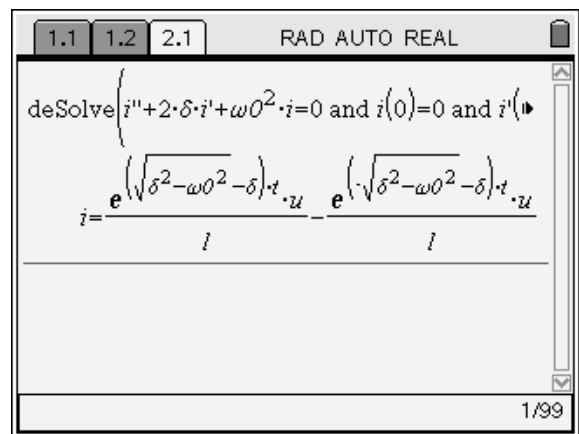 1.1 1.2 2.1 RAD AUTO REAL
deSolve(i''+2·δ·i'+ω0²·i=0 and i(0)=0 and i'(
i=e^((√(δ²-ω0²)-δ)·t)·u/l-e^((-√(δ²-ω0²)-δ)·t)·u/l
1/99